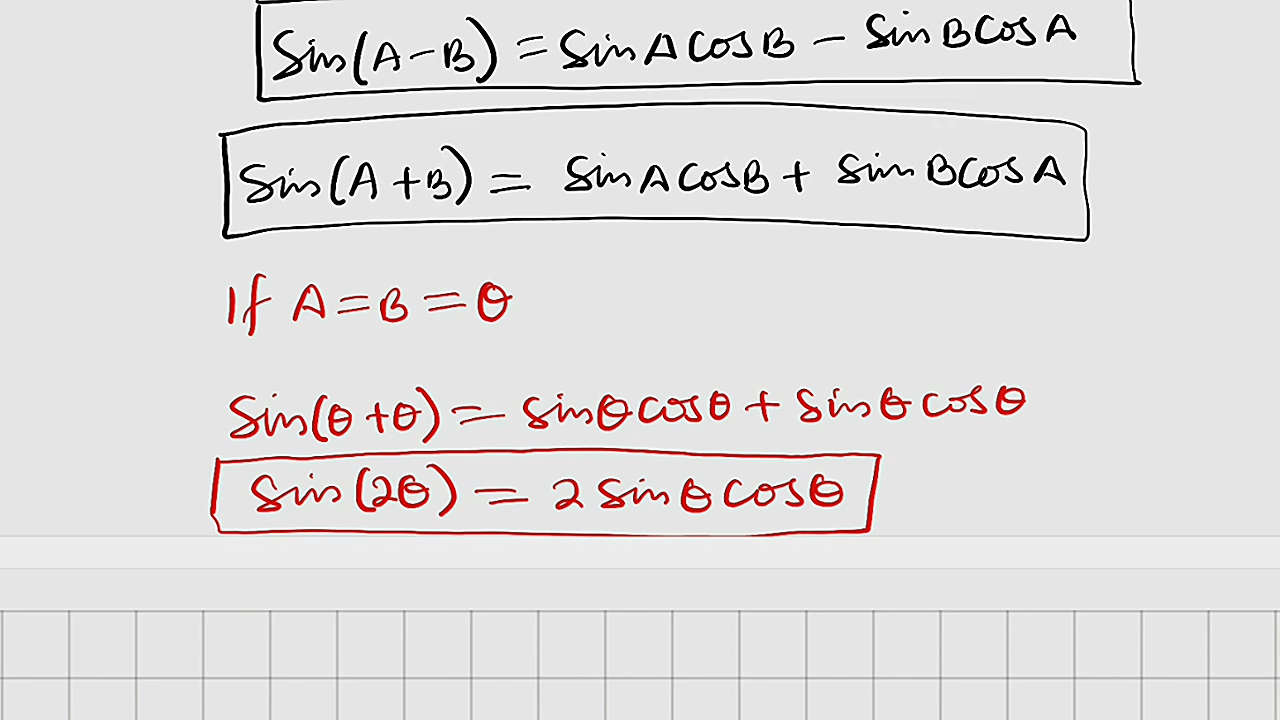 Sin(A-B) = sinAcosB - sinBcosA
Sin(A+B) = sinAcosB + sinBcosA
If A=B=θ
Sin(θ+θ) = sinθcosθ + sinθcosθ
Sin(2θ) = 2sinθcosθ